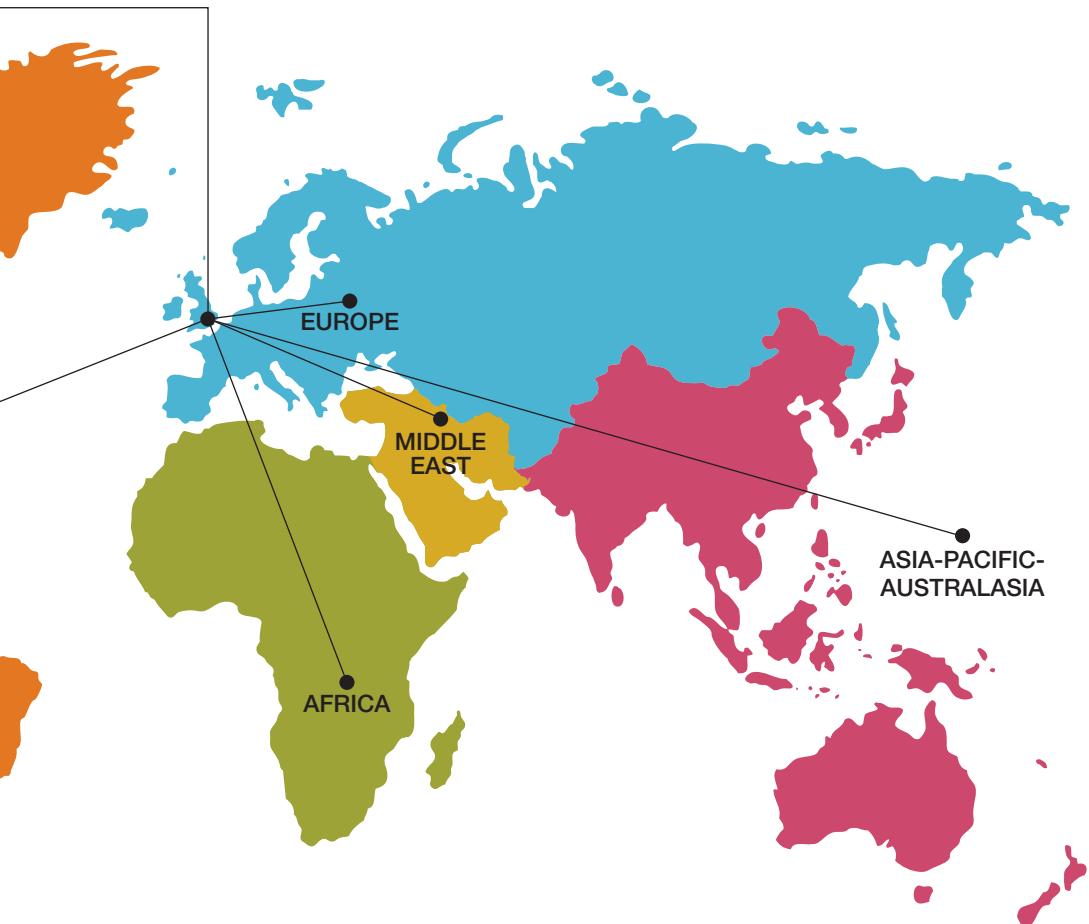 EUROPE
MIDDLE
EAST
ASIA-PACIFIC-
AUSTRALASIA
AFRICA